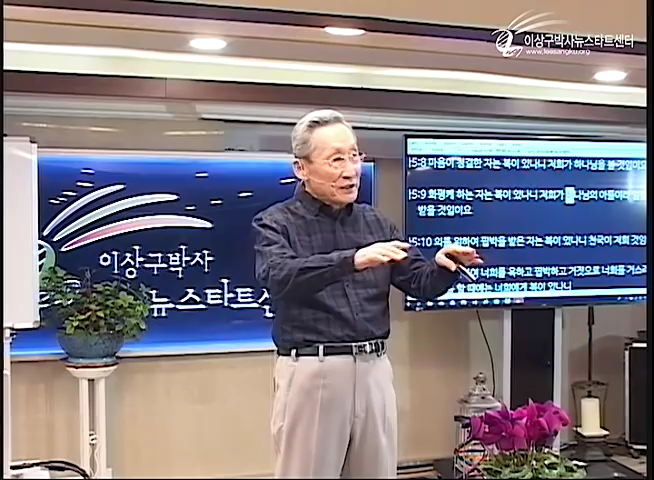 이상구박사뉴스타트센터
www.leesangku.org
이상구박사
뉴스타트센
15:8 마음이 청결한 자는 복이 있나니 저희가 하나님을 볼 것임이요
15:9 화평케 하는 자는 복이 있나니 저희가 하나님의 아들이라
받을 것임이요
15:10 의를 위하여 핍박을 받은 자는 복이 있나니 천국이 저희 것임
너희를 욕하고 핍박하고 거짓으로 너희를 거스려
할 때에는 너희에게 복이 있나니